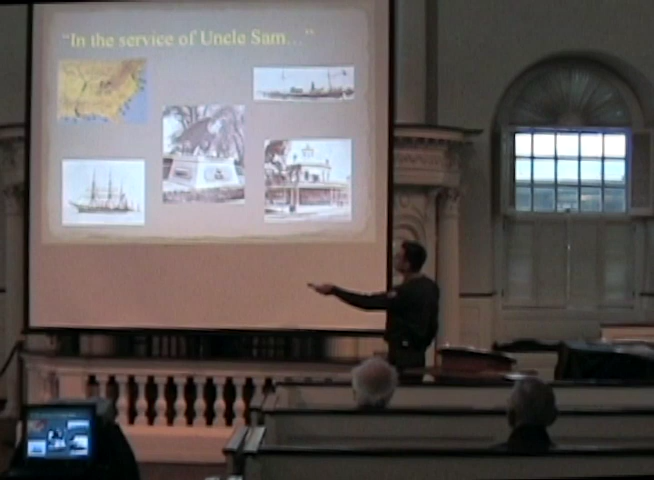 “In the service of Uncle Sam…”